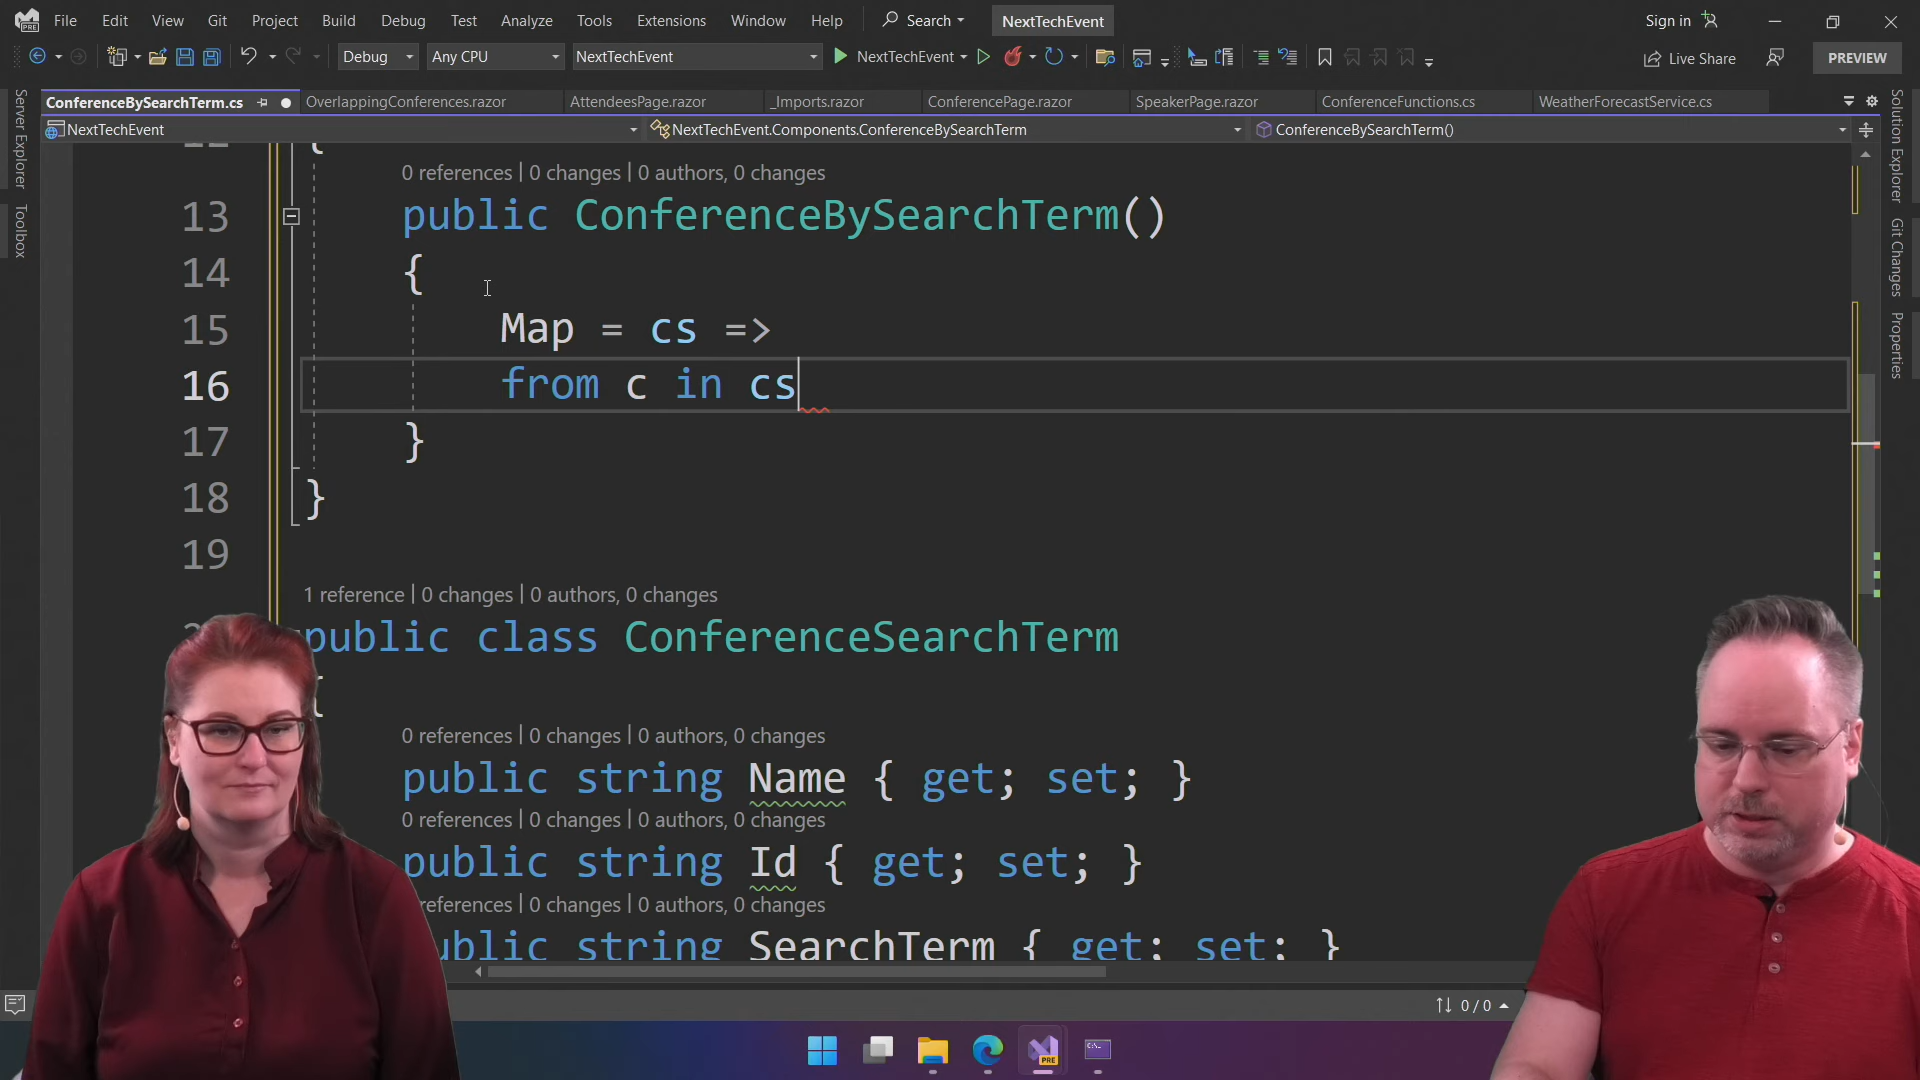 File Edit View Git Project Build Debug Test Analyze Tools Extensions Window Help Search NextTechEvent Sign in
Debug Any CPU NextTechEvent NextTechEvent Live Share PREVIEW
ConferenceBySearchTerm.cs OverlappingConferences.razor AttendeesPage.razor _Imports.razor ConferencePage.razor SpeakerPage.razor ConferenceFunctions.cs WeatherForecastService.cs
NextTechEvent NextTechEvent.Components.ConferenceBySearchTerm ConferenceBySearchTerm()
Server Explorer
Toolbox
Solution Explorer
Git Changes
Properties
{
0 references | 0 changes | 0 authors, 0 changes
13 public ConferenceBySearchTerm()
14 {
15 Map = cs =>
16 from c in cs
17 }
18 }
19
1 reference | 0 changes | 0 authors, 0 changes
public class ConferenceSearchTerm
{
0 references | 0 changes | 0 authors, 0 changes
public string Name { get; set; }
0 references | 0 changes | 0 authors, 0 changes
public string Id { get; set; }
references | 0 changes | 0 authors, 0 changes
public string SearchTerm { get; set; }
0 / 0